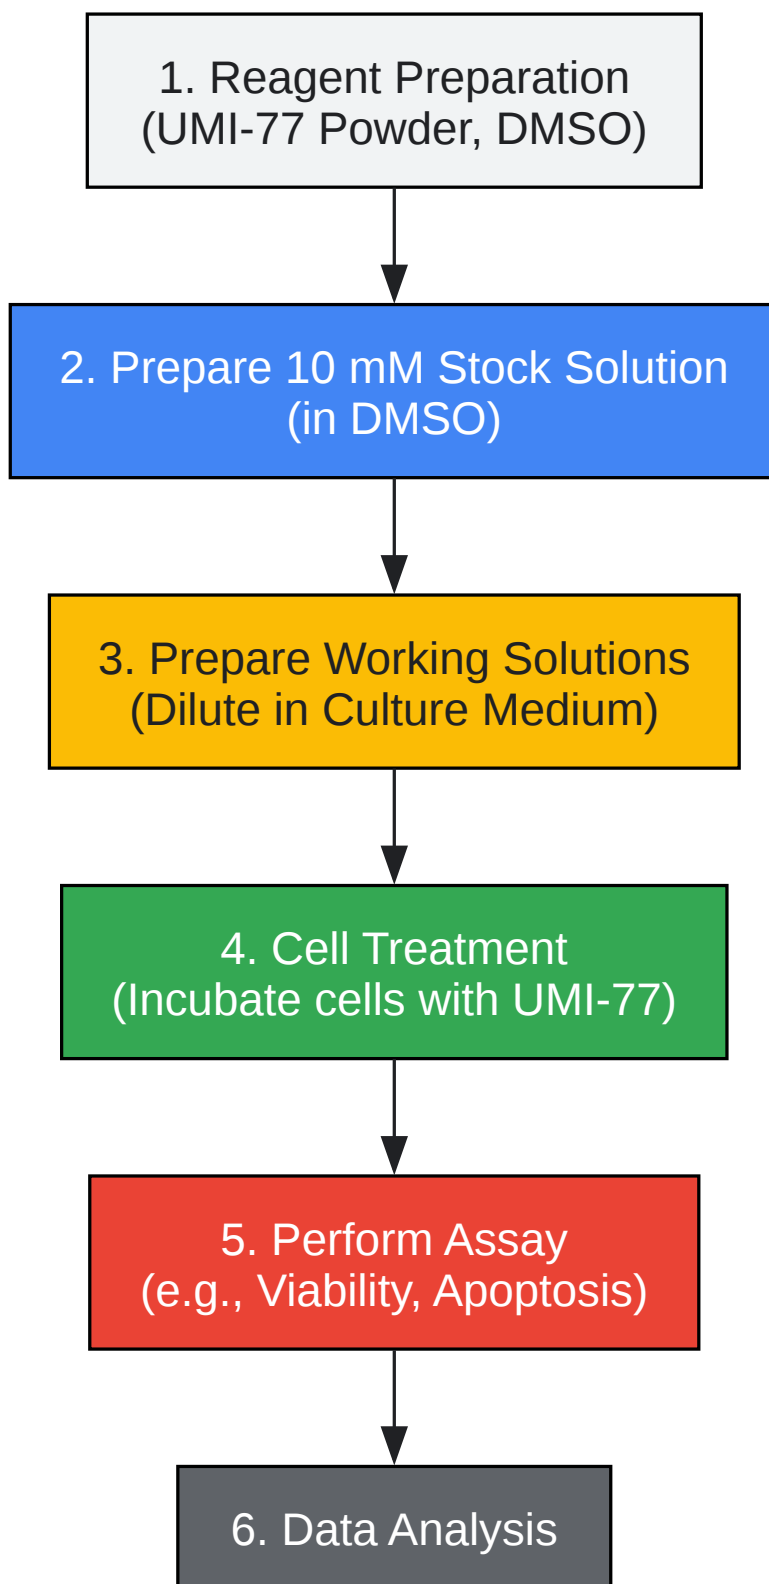 1. Reagent Preparation
(UMI-77 Powder, DMSO)
2. Prepare 10 mM Stock Solution
(in DMSO)
3. Prepare Working Solutions
(Dilute in Culture Medium)
4. Cell Treatment
(Incubate cells with UMI-77)
5. Perform Assay
(e.g., Viability, Apoptosis)
6. Data Analysis